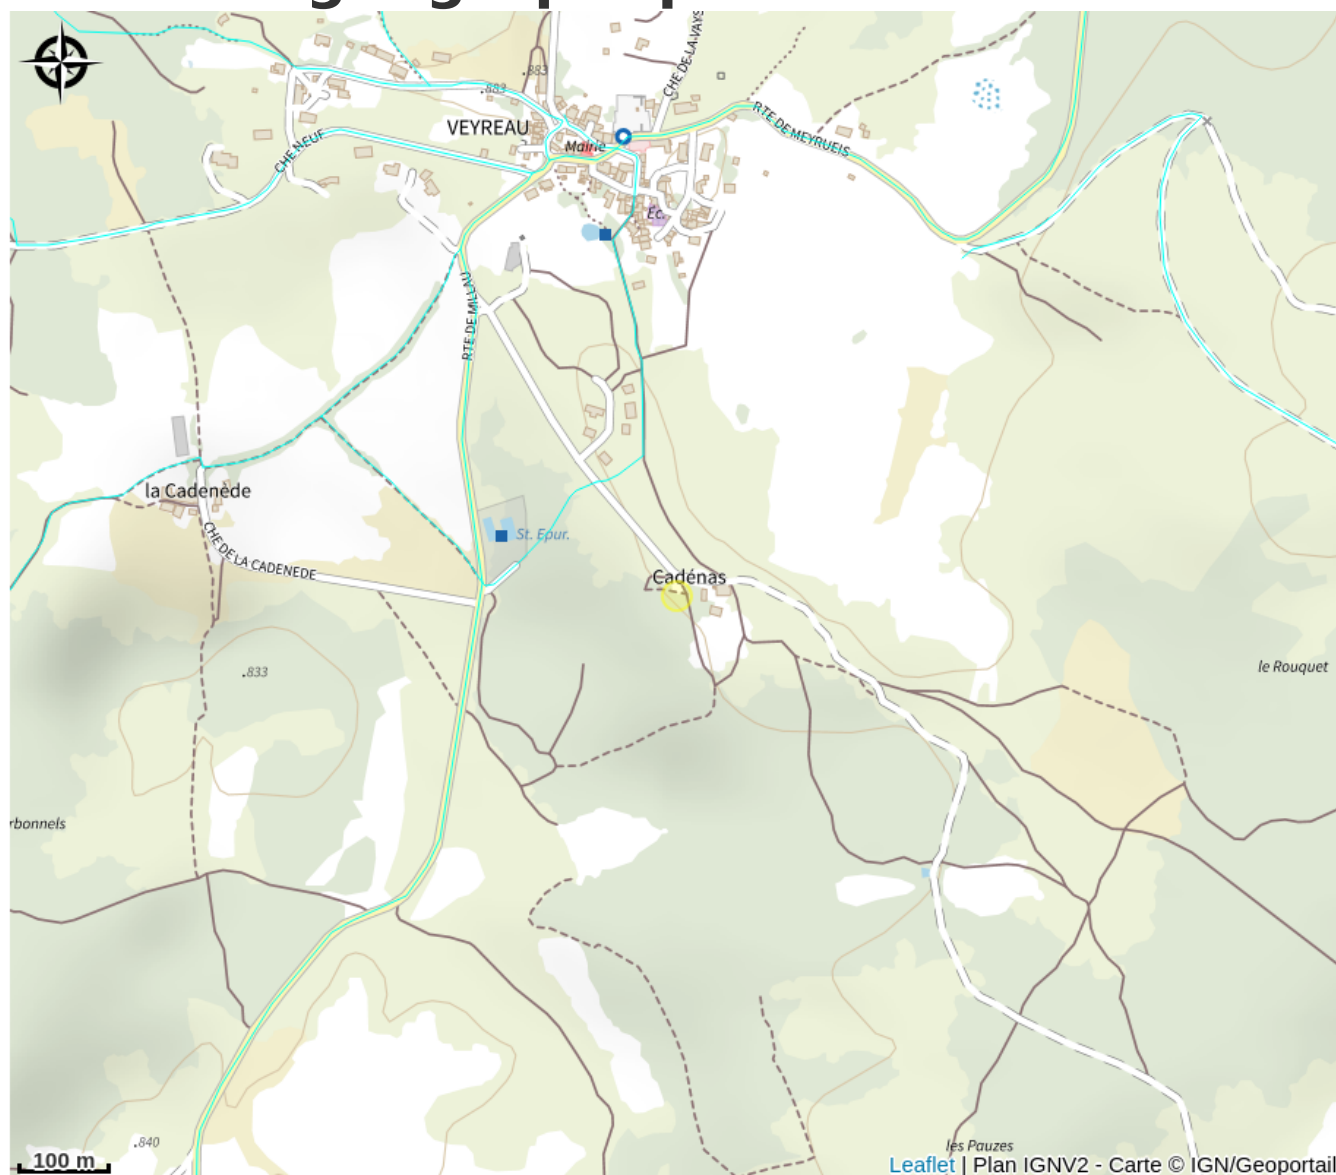 CHE DE LA VAYS
.883
.883
VEYREAU
RTE DE MEYRUEIS
CHE NEUF
Mairie
Éc.
RTE DE MILLAU
la Cadenède
St. Epur.
CHE DE LA CADENEDE
Cadénas
le Rouquet
.833
rbonnels
.840
les Pauzes
100 m
Leaflet | Plan IGNV2 - Carte © IGN/Geoportail